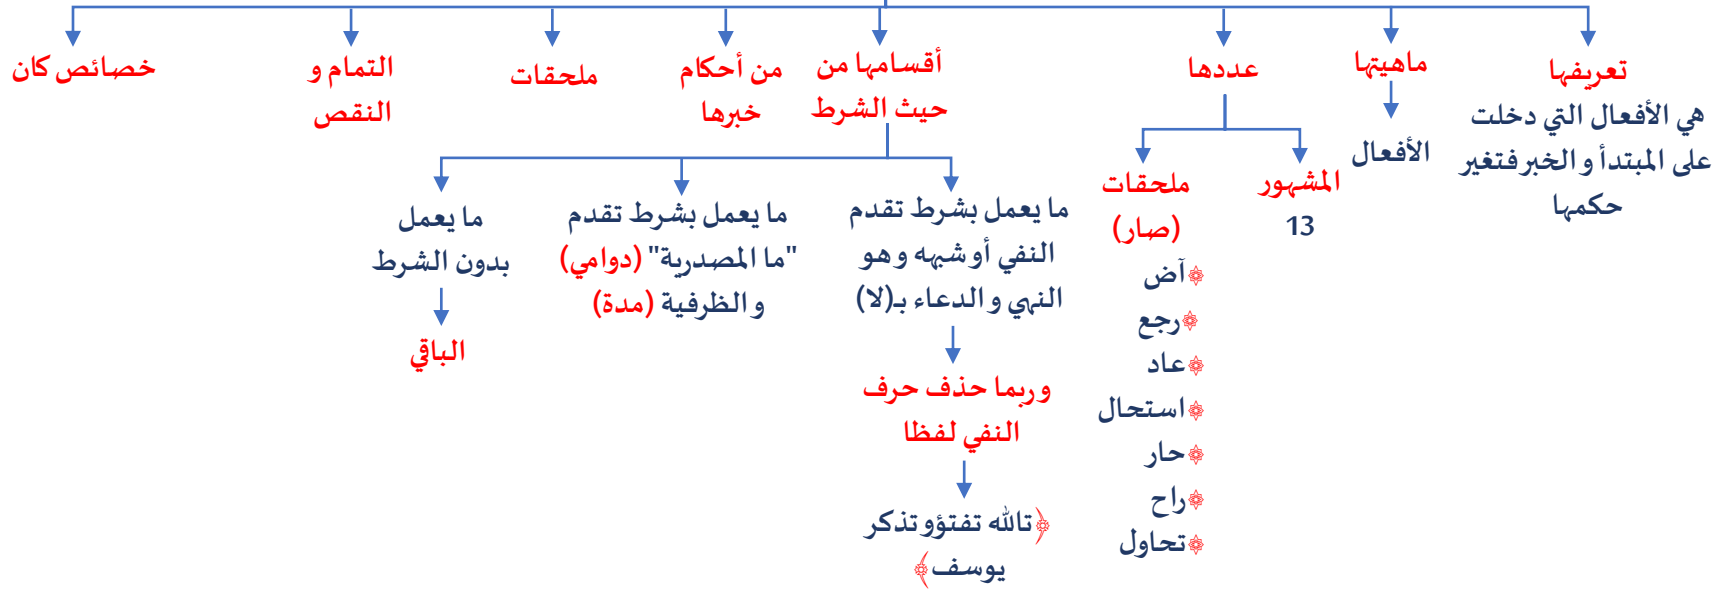 تعريفها
هي الأفعال التي دخلت
على المبتدأ و الخبر فتغير
حكمها
ماهيتها
الأفعال
عددها
المشهور
13
ملحقات
(صار)
آض
رجع
عاد
استحال
حار
راح
تحاول
أقسامها من
حيث الشرط
ما يعمل بشرط تقدم
النفي أو شبهه وهو
النهي و الدعاء بـ(لا)
وربما حذف حرف
النفي لفظا
﴿تالله تفتؤو تذكر
يوسف﴾
ما يعمل بشرط تقدم
"ما المصدرية" (دوامي)
و الظرفية (مدة)
ما يعمل
بدون الشرط
الباقي
من أحكام
خبرها
ملحقات
التمام و
النقص
خصائص كان